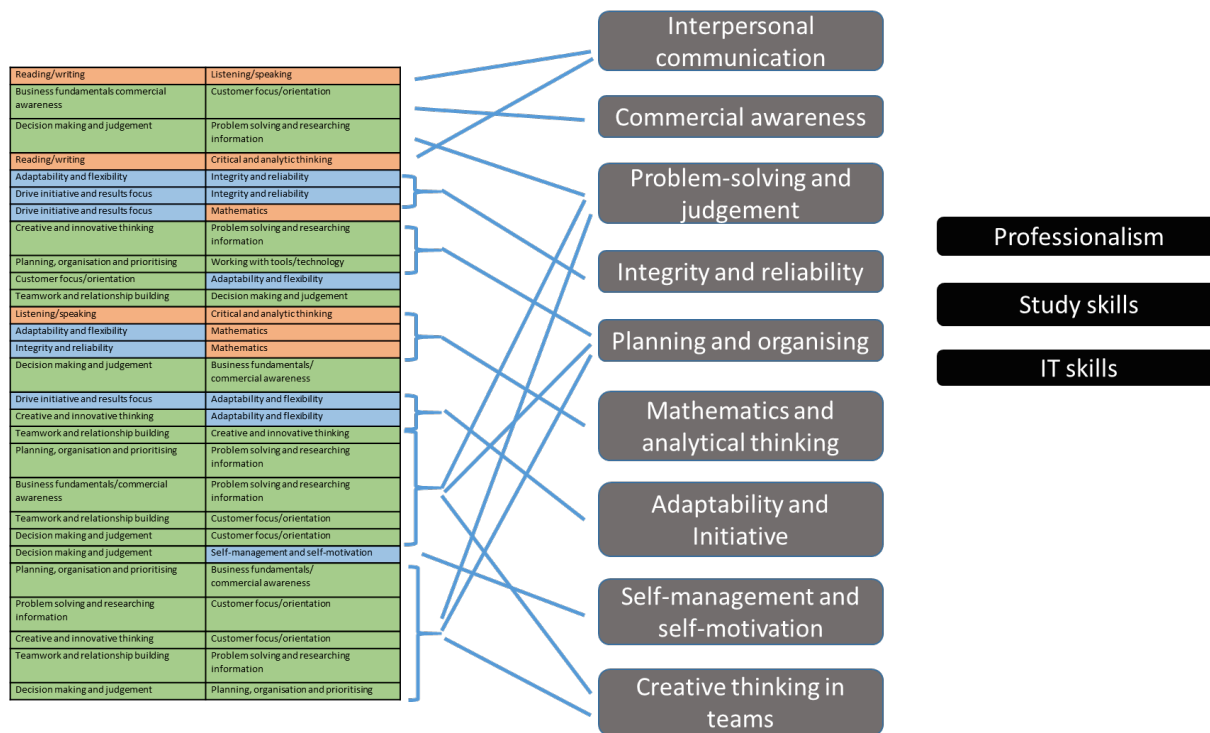 Reading/writing Listening/speaking
Business fundamentals commercial Customer focus/orientation
awareness
Decision making and judgement Problem solving and researching
information
Reading/writing Critical and analytic thinking
Adaptability and flexibility Integrity and reliability
Drive initiative and results focus Integrity and reliability
Drive initiative and results focus Mathematics
Creative and innovative thinking Problem solving and researching
information
Planning, organisation and prioritising Working with tools/technology
Customer focus/orientation Adaptability and flexibility
Teamwork and relationship building Decision making and judgement
Listening/speaking Critical and analytic thinking
Adaptability and flexibility Mathematics
Integrity and reliability Mathematics
Decision making and judgement Business fundamentals/
commercial awareness
Drive initiative and results focus Adaptability and flexibility
Creative and innovative thinking Adaptability and flexibility
Teamwork and relationship building Creative and innovative thinking
Planning, organisation and prioritising Problem solving and researching
information
Business fundamentals/commercial Problem solving and researching
awareness information
Teamwork and relationship building Customer focus/orientation
Decision making and judgement Customer focus/orientation
Decision making and judgement Self-management and self-motivation
Planning, organisation and prioritising Business fundamentals/
commercial awareness
Problem solving and researching Customer focus/orientation
information
Creative and innovative thinking Customer focus/orientation
Teamwork and relationship building Problem solving and researching
information
Decision making and judgement Planning, organisation and prioritising
Interpersonal
communication
Commercial awareness
Problem-solving and
judgement
Integrity and reliability
Planning and organising
Mathematics and
analytical thinking
Adaptability and
Initiative
Self-management and
self-motivation
Creative thinking in
teams
Professionalism
Study skills
IT skills